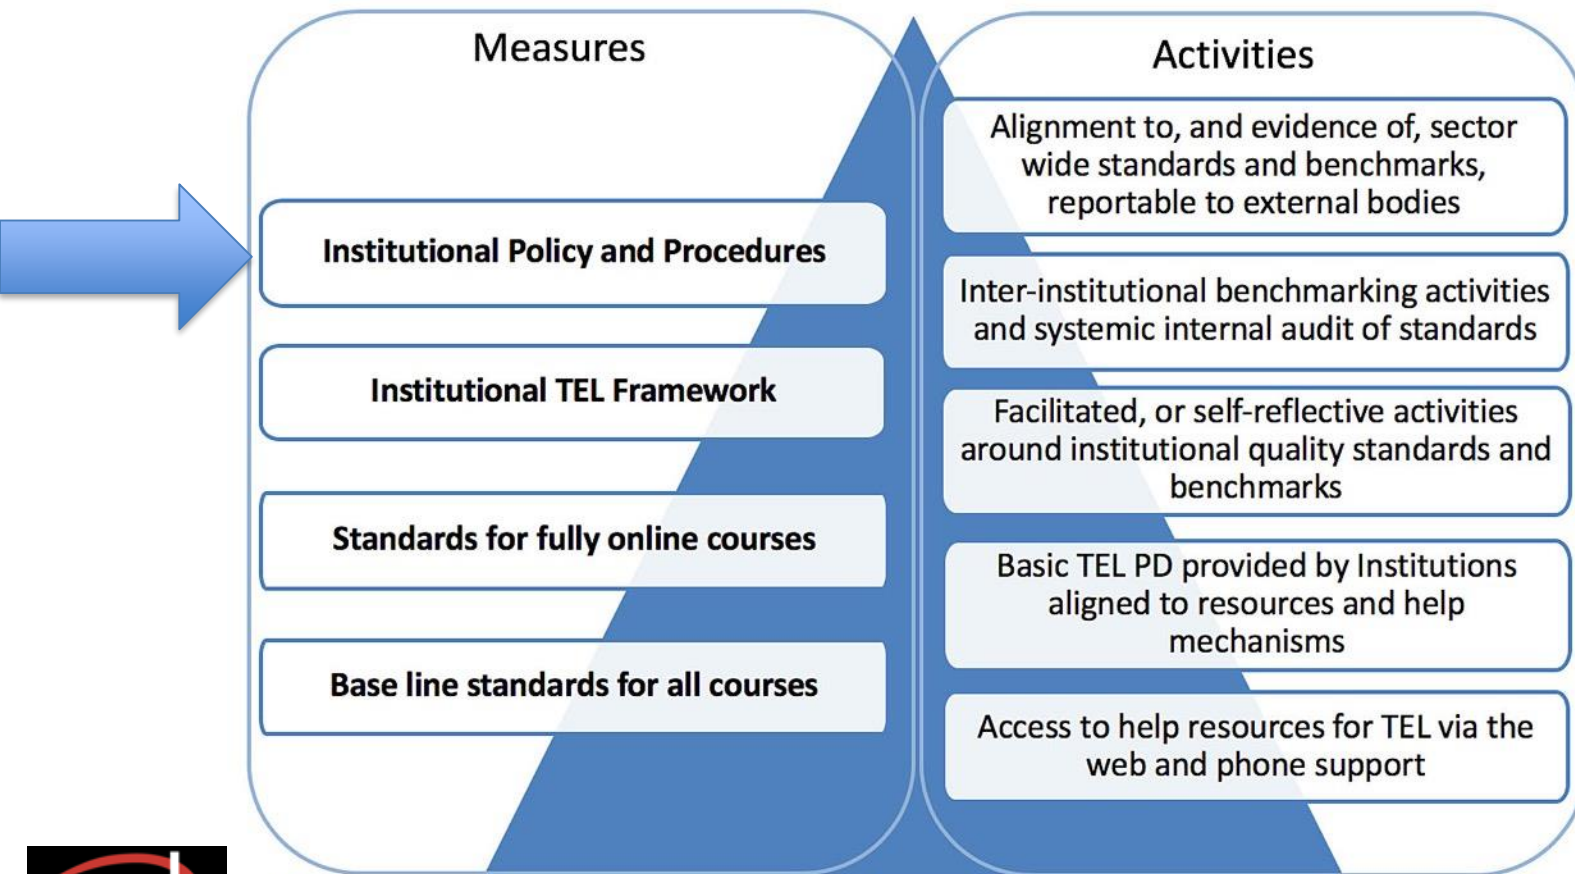 Measures
Institutional Policy and Procedures
Institutional TEL Framework
Standards for fully online courses
Base line standards for all courses
Activities
Alignment to, and evidence of, sector
wide standards and benchmarks,
reportable to external bodies
Inter-institutional benchmarking activities
and systemic internal audit of standards
Facilitated, or self-reflective activities
around institutional quality standards and
benchmarks
Basic TEL PD provided by Institutions
aligned to resources and help
mechanisms
Access to help resources for TEL via the
web and phone support